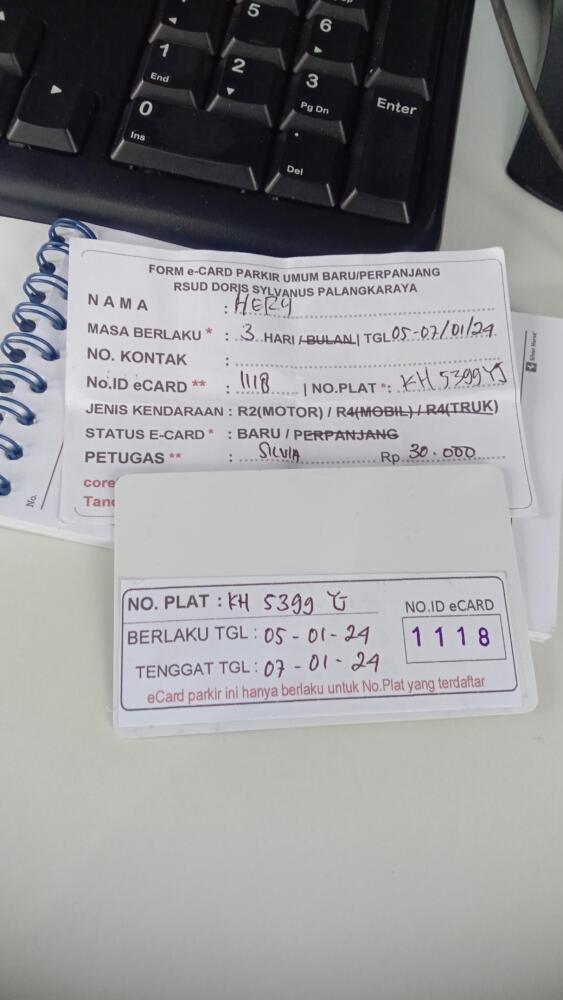 5
6
1
End
2
3
Pg Dn
Enter
0
Ins
.
Del
FORM e-CARD PARKIR UMUM BARU/PERPANJANG
RSUD DORIS SYLVANUS PALANGKARAYA
NAMA : HERY
MASA BERLAKU * : 3 HARI /BULAN | TGL 05-07/01/24
NO. KONTAK :
No.ID eCARD ** : 1118 | NO.PLAT *: KH 5399 YJ
JENIS KENDARAAN : R2(MOTOR) / R4(MOBIL) / R4(TRUK)
STATUS E-CARD * : BARU / PERPANJANG
PETUGAS ** : SILVIA Rp. 30.000
core
Tand
No.
NO. PLAT : KH 5399
NO.ID eCARD
BERLAKU TGL : 05-01-24
1118
TENGGAT TGL : 07-01-24
eCard parkir ini hanya berlaku untuk No.Plat yang terdaftar